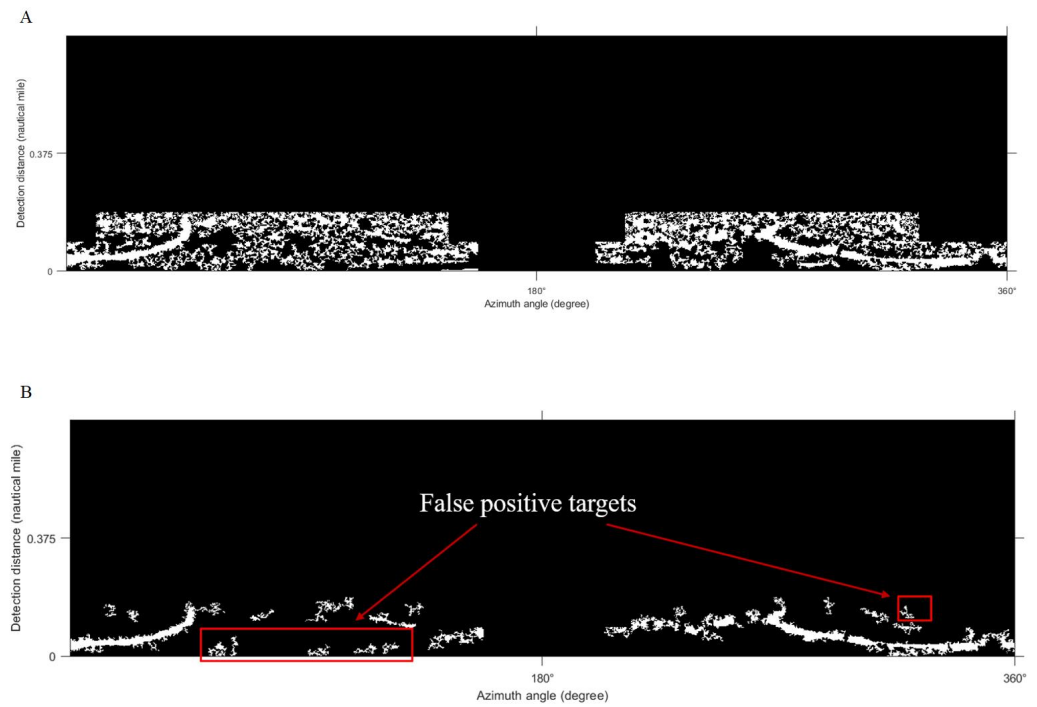 A
Detection distance (nautical mile)
0.375
0
180°
360°
Azimuth angle (degree)
B
False positive targets
Detection distance (nautical mile)
0.375
0
180°
360°
Azimuth angle (degree)